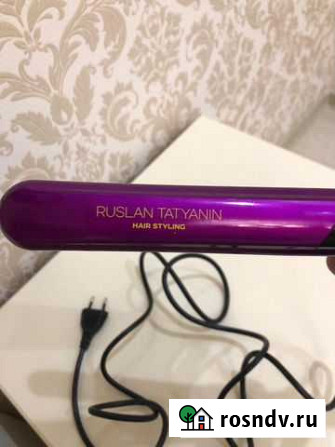 RUSLAN TATYANIN
HAIR STYLING
rosndv.ru